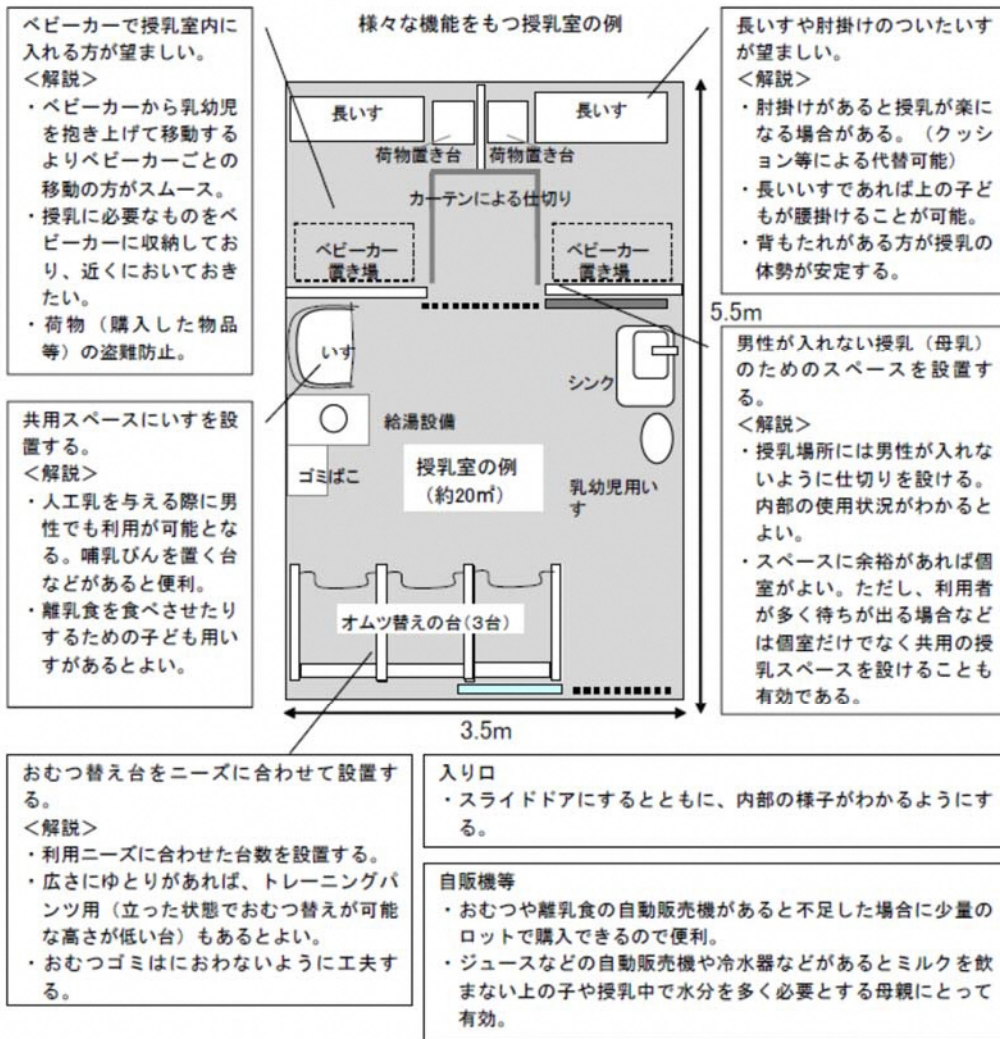 様々な機能をもつ授乳室の例
ベビーカーで授乳室内に
入れる方が望ましい。
<解説>
・ベビーカーから乳幼児
を抱き上げて移動する
よりベビーカーごとの
移動の方がスムース。
・授乳に必要なものをベ
ビーカーに収納してお
り、近くにおいておき
たい。
・荷物（購入した物品
等）の盗難防止。
共用スペースにいすを設
置する。
<解説>
・人工乳を与える際に男
性でも利用が可能とな
る。哺乳びんを置く台
などがあると便利。
・離乳食を食べさせたり
するための子ども用い
すがあるとよい。
長いす
長いす
荷物置き台
荷物置き台
カーテンによる仕切り
ベビーカー
置き場
ベビーカー
置き場
いす
シンク
給湯設備
ゴミばこ
授乳室の例
（約20㎡）
乳幼児用い
す
オムツ替えの台（3台）
5.5m
3.5m
長いすや肘掛けのついたいす
が望ましい。
<解説>
・肘掛けがあると授乳が楽に
なる場合がある。（クッシ
ョン等による代替可能）
・長いいすであれば上の子ど
もが腰掛けることが可能。
・背もたれがある方が授乳の
体勢が安定する。
男性が入れない授乳（母乳）
のためのスペースを設置す
る。
<解説>
・授乳場所には男性が入れな
いように仕切りを設ける。
内部の使用状況がわかると
よい。
・スペースに余裕があれば個
室がよい。ただし、利用者
が多く待ちが出る場合など
は個室だけでなく共用の授
乳スペースを設けることも
有効である。
おむつ替え台をニーズに合わせて設置す
る。
<解説>
・利用ニーズに合わせた台数を設置する。
・広さにゆとりがあれば、トレーニングパ
ンツ用（立った状態でおむつ替えが可能
な高さが低い台）もあるとよい。
・おむつゴミはにおわないように工夫す
る。
入り口
・スライドドアにするとともに、内部の様子がわかるようにす
る。
自販機等
・おむつや離乳食の自動販売機があると不足した場合に少量の
ロットで購入できるので便利。
・ジュースなどの自動販売機や冷水器などがあるとミルクを飲
まない上の子や授乳中で水分を多く必要とする母親にとって
有効。